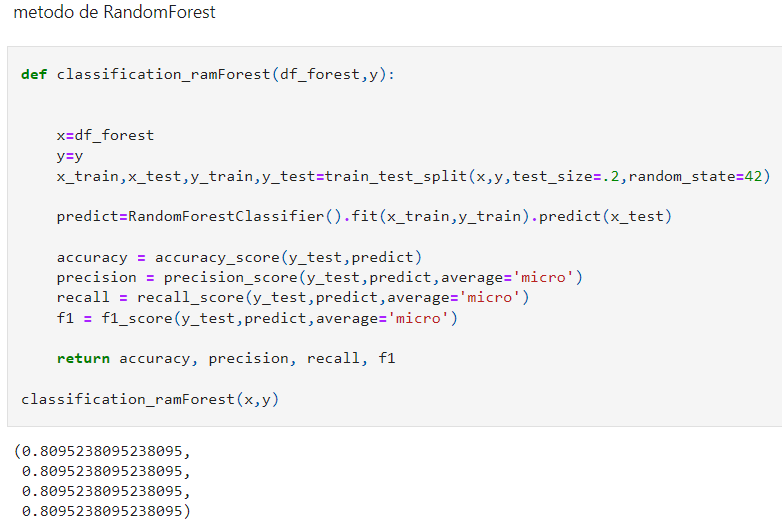 metodo de RandomForest
def classification_ramForest(df_forest,y):
x=df_forest
y=y
x_train,x_test,y_train,y_test=train_test_split(x,y,test_size=.2,random_state=42)
predict=RandomForestClassifier().fit(x_train,y_train).predict(x_test)
accuracy = accuracy_score(y_test,predict)
precision = precision_score(y_test,predict,average='micro')
recall = recall_score(y_test,predict,average='micro')
f1 = f1_score(y_test,predict,average='micro')
return accuracy, precision, recall, f1
classification_ramForest(x,y)
(0.8095238095238095,
0.8095238095238095,
0.8095238095238095,
0.8095238095238095)